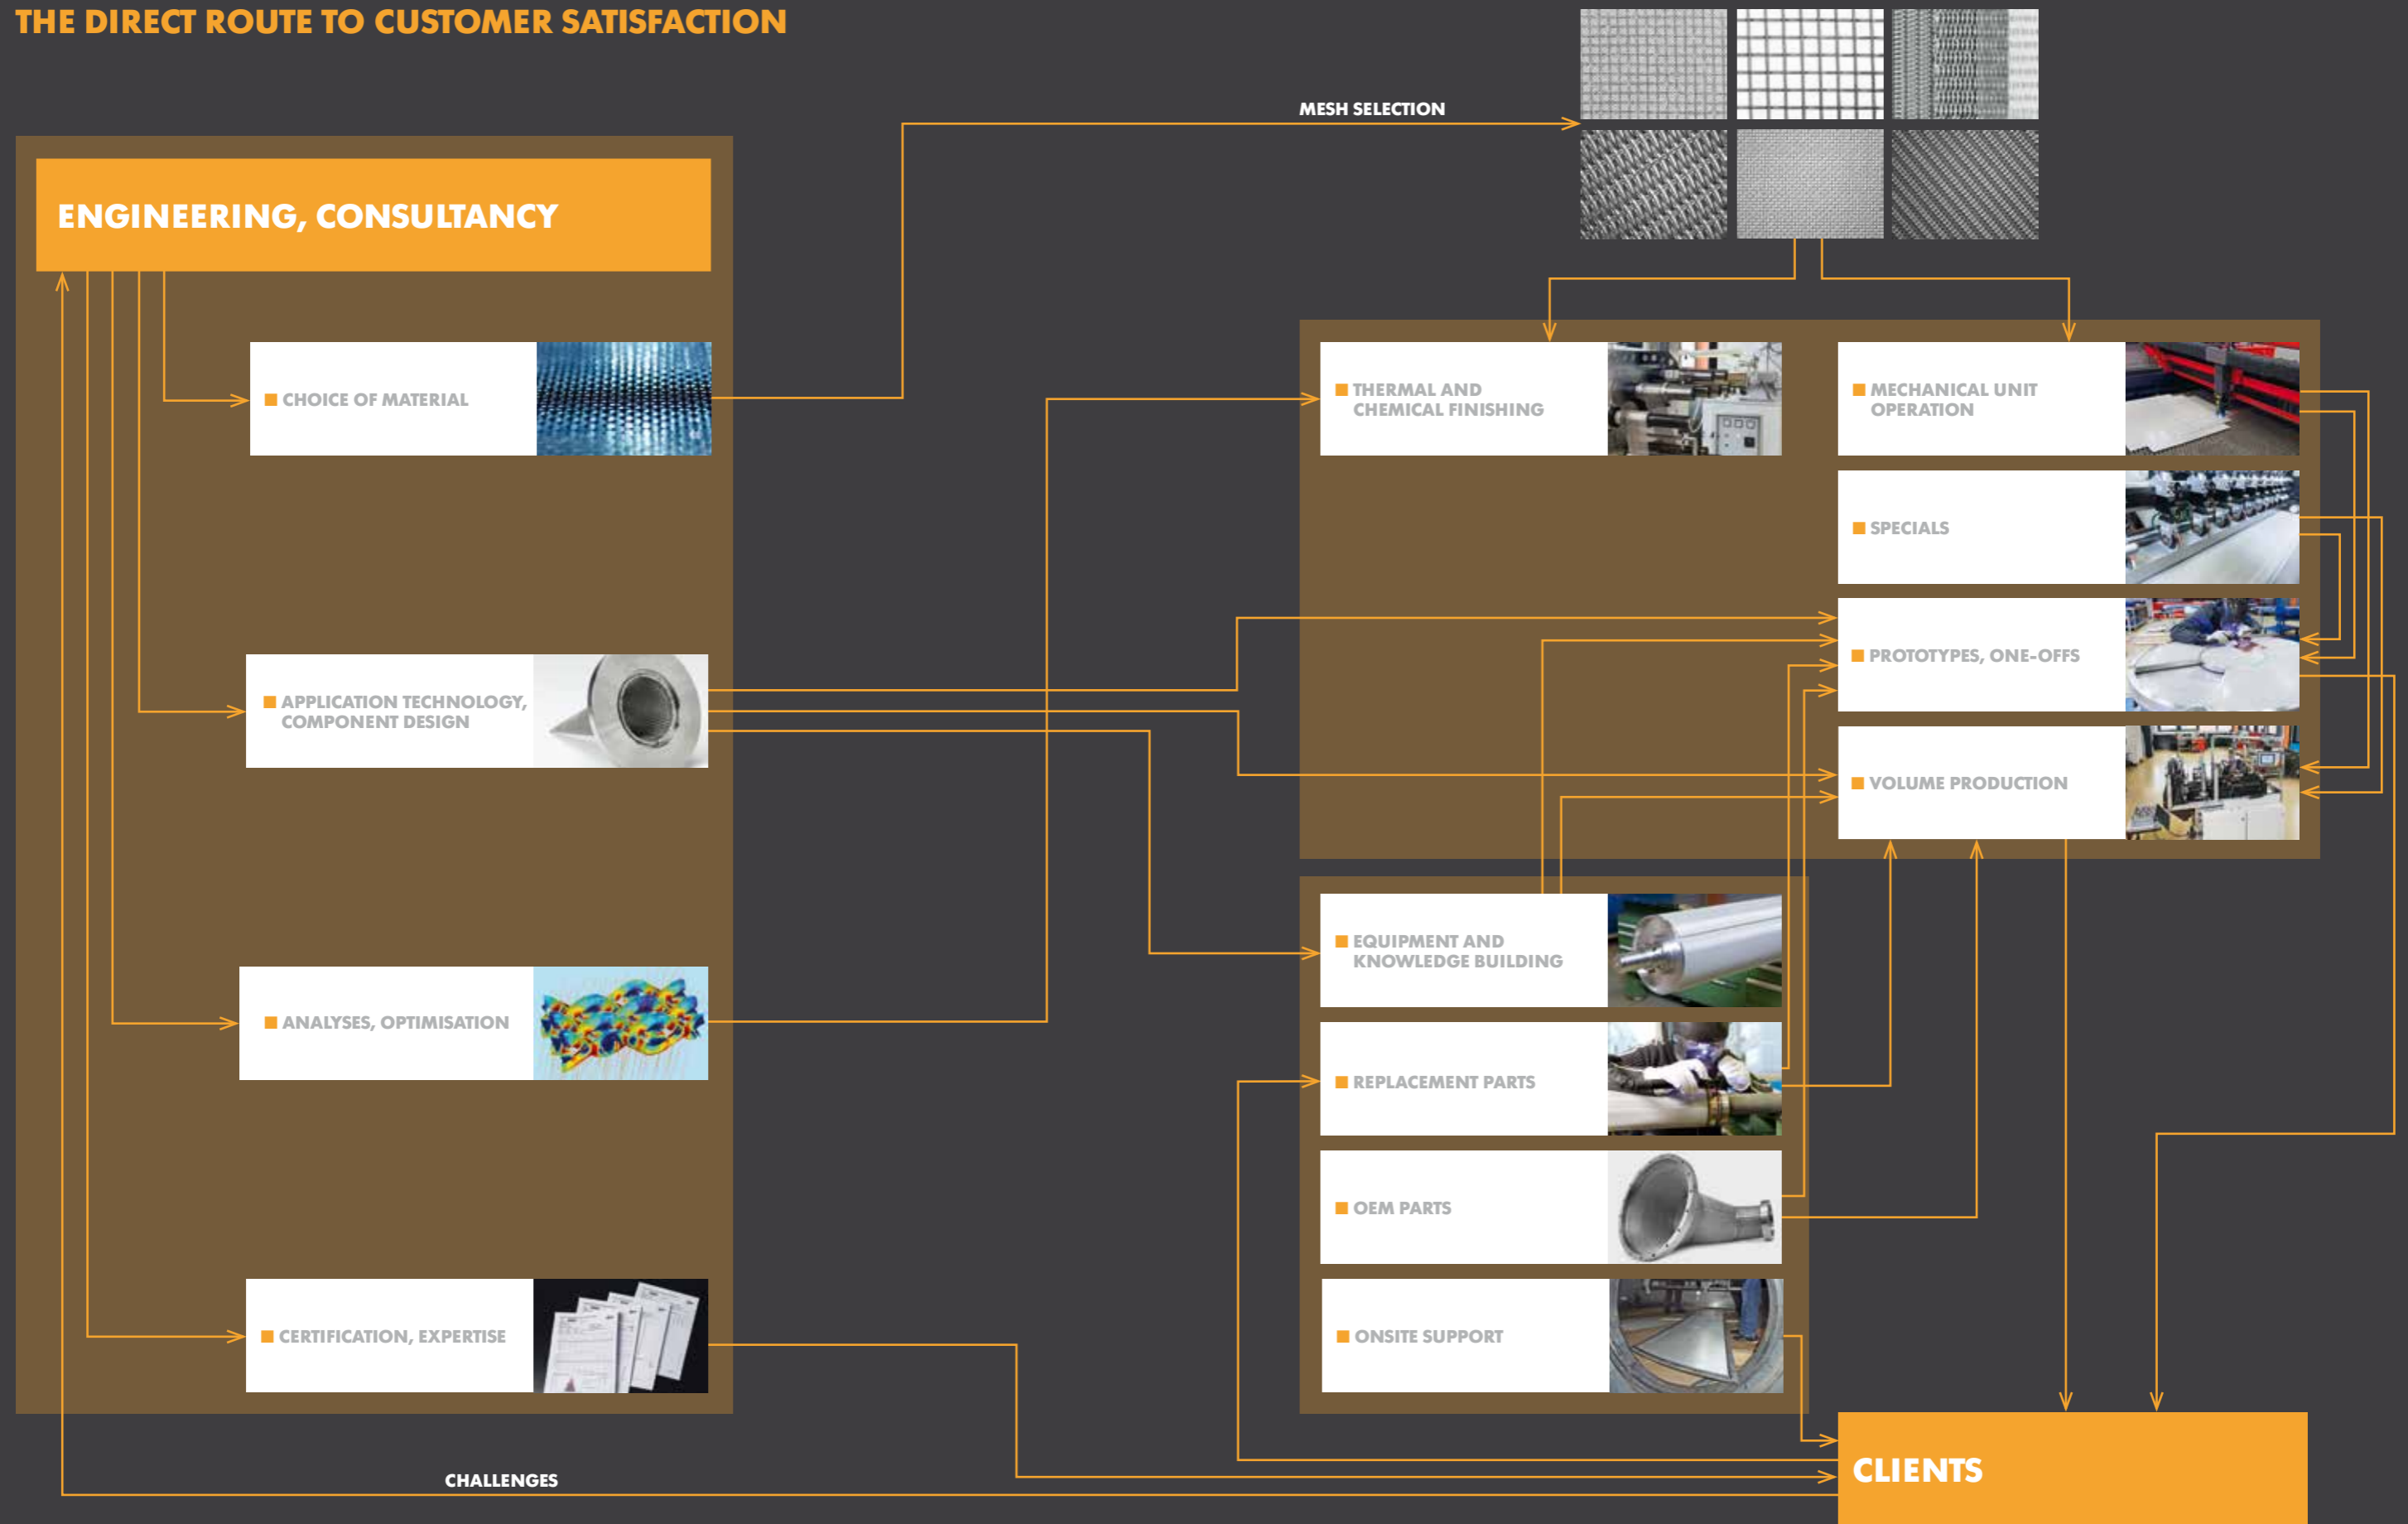 THE DIRECT ROUTE TO CUSTOMER SATISFACTION
MESH SELECTION
ENGINEERING, CONSULTANCY
CHOICE OF MATERIAL
APPLICATION TECHNOLOGY,
COMPONENT DESIGN
ANALYSES, OPTIMISATION
CERTIFICATION, EXPERTISE
THERMAL AND
CHEMICAL FINISHING
MECHANICAL UNIT
OPERATION
SPECIALS
PROTOTYPES, ONE-OFFS
VOLUME PRODUCTION
EQUIPMENT AND
KNOWLEDGE BUILDING
REPLACEMENT PARTS
OEM PARTS
ONSITE SUPPORT
CHALLENGES
CLIENTS